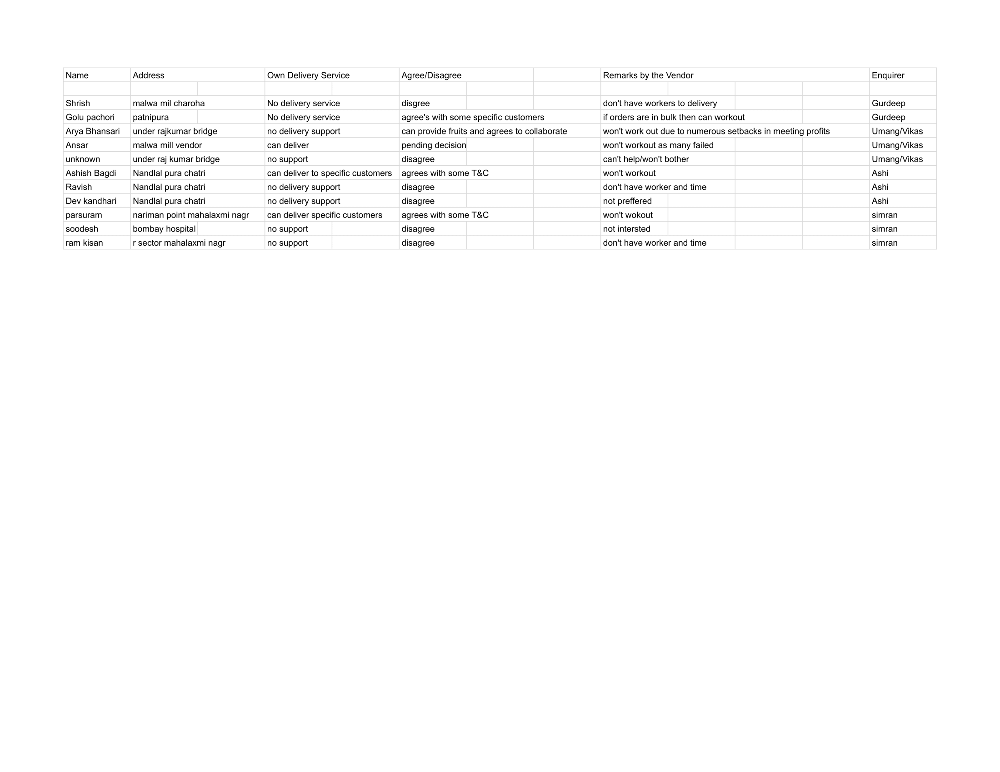 Name Address Own Delivery Service Agree/Disagree Remarks by the Vendor Enquirer
Shrish malwa mil charoha No delivery service disgree don't have workers to delivery Gurdeep
Golu pachori patnipura No delivery service agree's with some specific customers if orders are in bulk then can workout Gurdeep
Arya Bhansari under rajkumar bridge no delivery support can provide fruits and agrees to collaborate won't work out due to numerous setbacks in meeting profits Umang/Vikas
Ansar malwa mill vendor can deliver pending decision won't workout as many failed Umang/Vikas
unknown under raj kumar bridge no support disagree can't help/won't bother Umang/Vikas
Ashish Bagdi Nandlal pura chatri can deliver to specific customers agrees with some T&C won't workout Ashi
Ravish Nandlal pura chatri no delivery support disagree don't have worker and time Ashi
Dev kandhari Nandlal pura chatri no delivery support disagree not preffered Ashi
parsuram nariman point mahalaxmi nagr can deliver specific customers agrees with some T&C won't wokout simran
soodesh bombay hospital no support disagree not intersted simran
ram kisan r sector mahalaxmi nagr no support disagree don't have worker and time simran